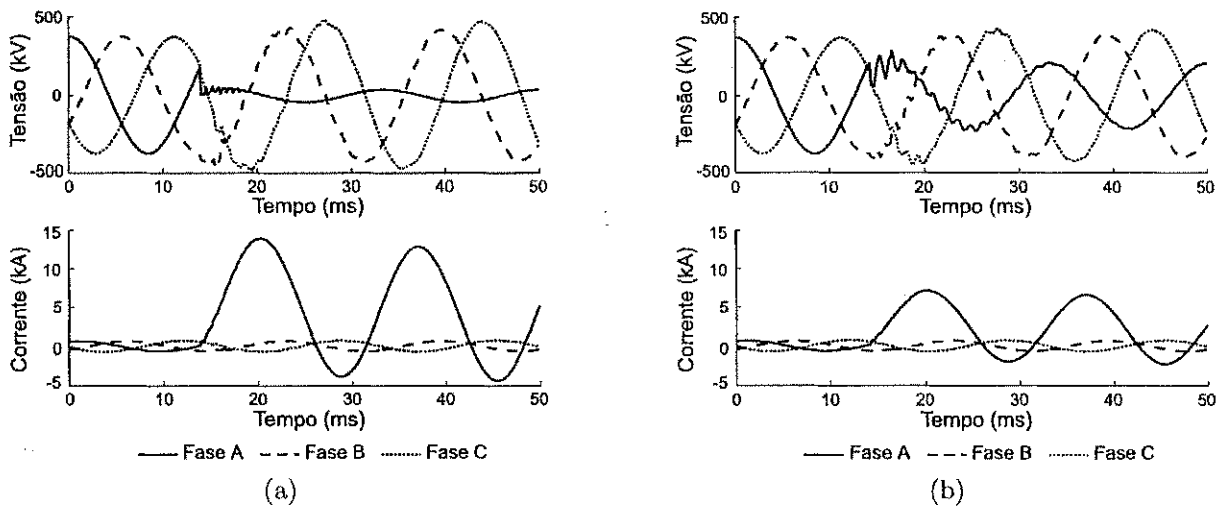 500
0
-500
Tensão (kV)
0 10 20 30 40 50
Tempo (ms)
15
10
5
0
-5
Corrente (kA)
0 10 20 30 40 50
Tempo (ms)
Fase A Fase B Fase C
(a)
500
0
-500
Tensão (kV)
0 10 20 30 40 50
Tempo (ms)
15
10
5
0
-5
Corrente (kA)
0 10 20 30 40 50
Tempo (ms)
Fase A Fase B Fase C
(b)